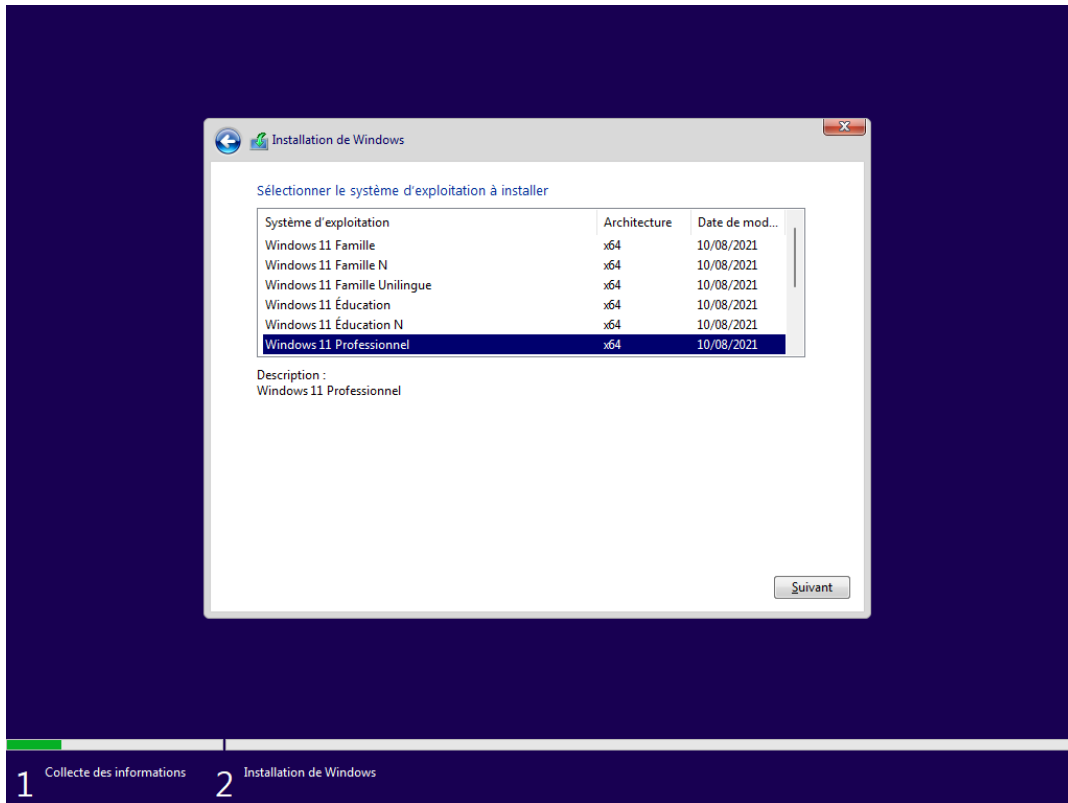 Installation de Windows
Sélectionner le système d'exploitation à installer
Système d'exploitation Architecture Date de mod...
Windows 11 Famille x64 10/08/2021
Windows 11 Famille N x64 10/08/2021
Windows 11 Famille Unilingue x64 10/08/2021
Windows 11 Éducation x64 10/08/2021
Windows 11 Éducation N x64 10/08/2021
Windows 11 Professionnel x64 10/08/2021
Description :
Windows 11 Professionnel
Suivant
1 Collecte des informations 2 Installation de Windows